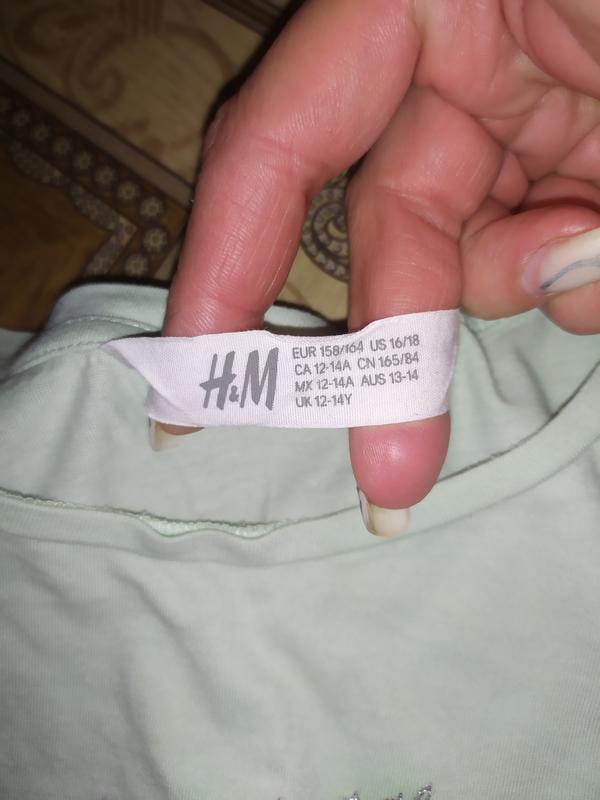 H&M
EUR 158/164 US 16/18
CA 12-14A CN 165/84
MX 12-14A AUS 13-14
UK 12-14Y